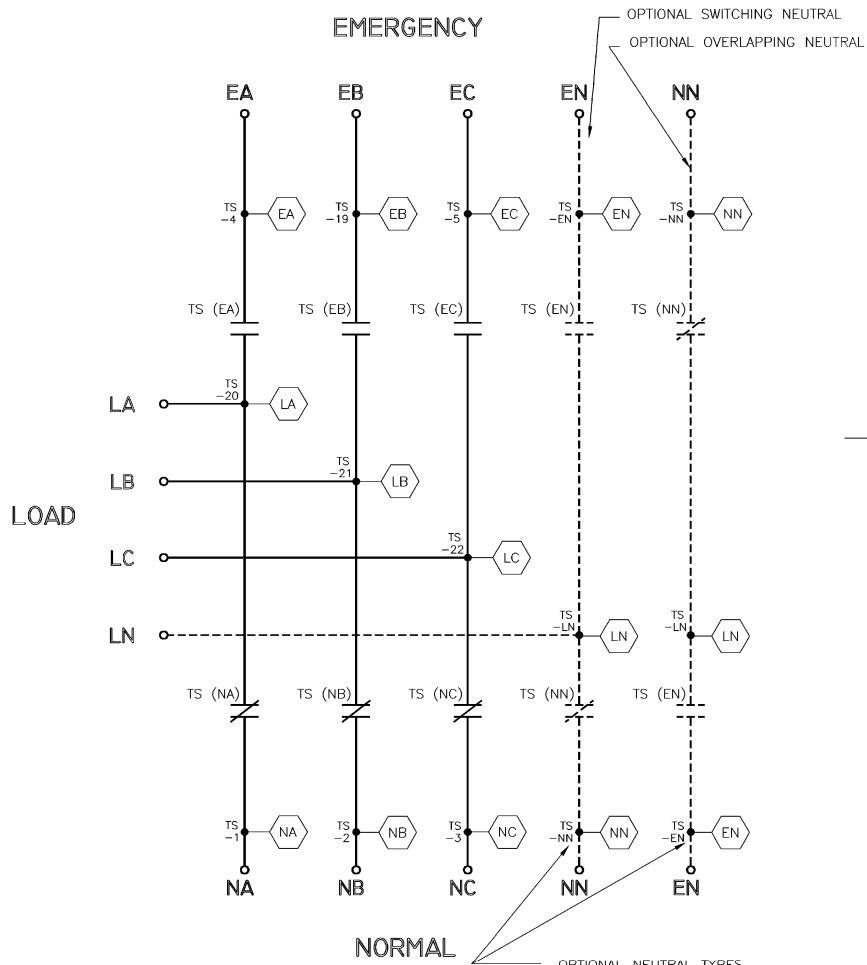 OPTIONAL SWITCHING NEUTRAL
EMERGENCY
OPTIONAL OVERLAPPING NEUTRAL
EA EB EC EN NN
TS TS TS TS TS
-4 EA -19 EB -5 EC -EN EN -NN NN
TS (EA) TS (EB) TS (EC) TS (EN) TS (NN)
TS
-20
LA LA
TS
-21
LB LB
LOAD
TS
-22
LC LC
TS TS
-LN -LN
LN LN LN
TS (NA) TS (NB) TS (NC) TS (NN) TS (EN)
TS TS TS TS TS
-1 NA -2 NB -3 NC -NN NN -EN EN
NA NB NC NN EN
NORMAL
OPTIONAL NEUTRAL TYPES